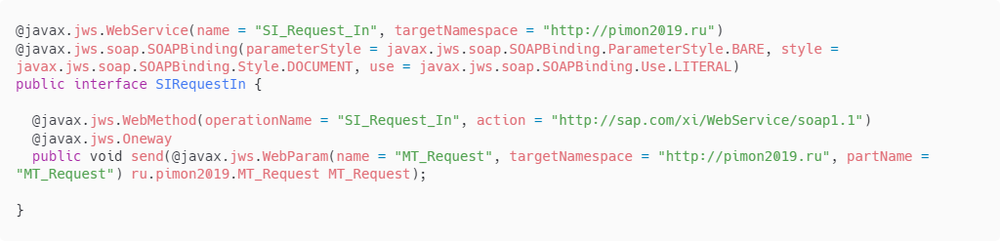 @javax.jws.WebService(name = "SI_Request_In", targetNamespace = "http://pimon2019.ru")
@javax.jws.soap.SOAPBinding(parameterStyle = javax.jws.soap.SOAPBinding.ParameterStyle.BARE, style =
javax.jws.soap.SOAPBinding.Style.DOCUMENT, use = javax.jws.soap.SOAPBinding.Use.LITERAL)
public interface SIRequestIn {
@javax.jws.WebMethod(operationName = "SI_Request_In", action = "http://sap.com/xi/WebService/soap1.1")
@javax.jws.Oneway
public void send(@javax.jws.WebParam(name = "MT_Request", targetNamespace = "http://pimon2019.ru", partName =
"MT_Request") ru.pimon2019.MT_Request MT_Request);
}